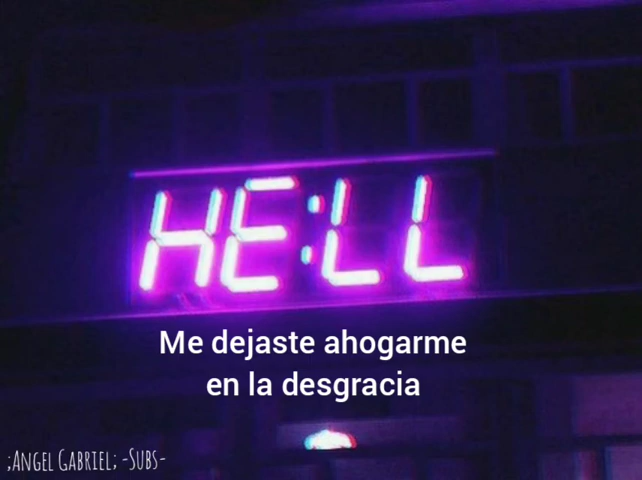 HE:LL
Me dejaste ahogarme
en la desgracia
;Angel Gabriel; -Subs-